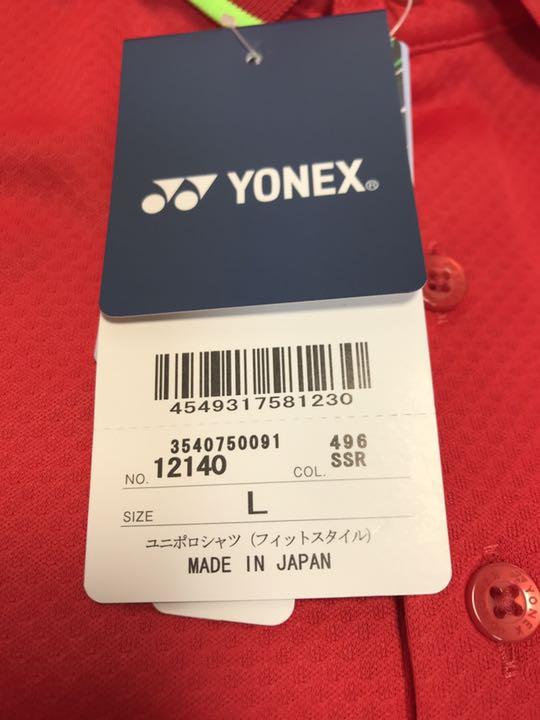 YONEX®
4549317581230
3540750091 496
NO. 12140 COL. SSR
SIZE L
ユニポロシャツ (フィットスタイル)
MADE IN JAPAN
YONEX